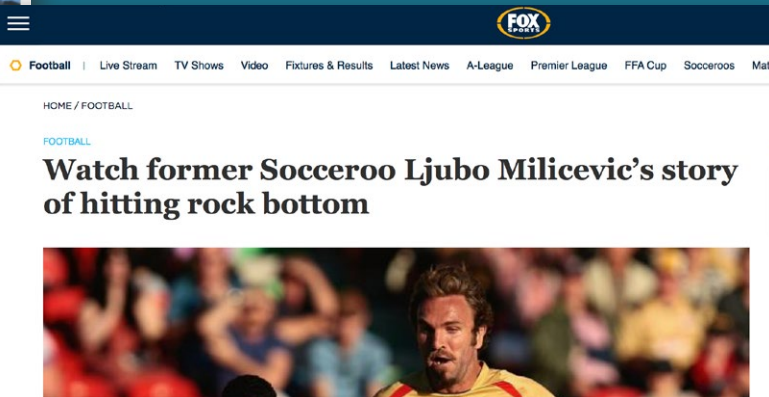 FOX
SPORTS
Football | Live Stream TV Shows Video Fixtures & Results Latest News A-League Premier League FFA Cup Socceroos Mat
HOME / FOOTBALL
FOOTBALL
Watch former Socceroo Ljubo Milicevic’s story
of hitting rock bottom